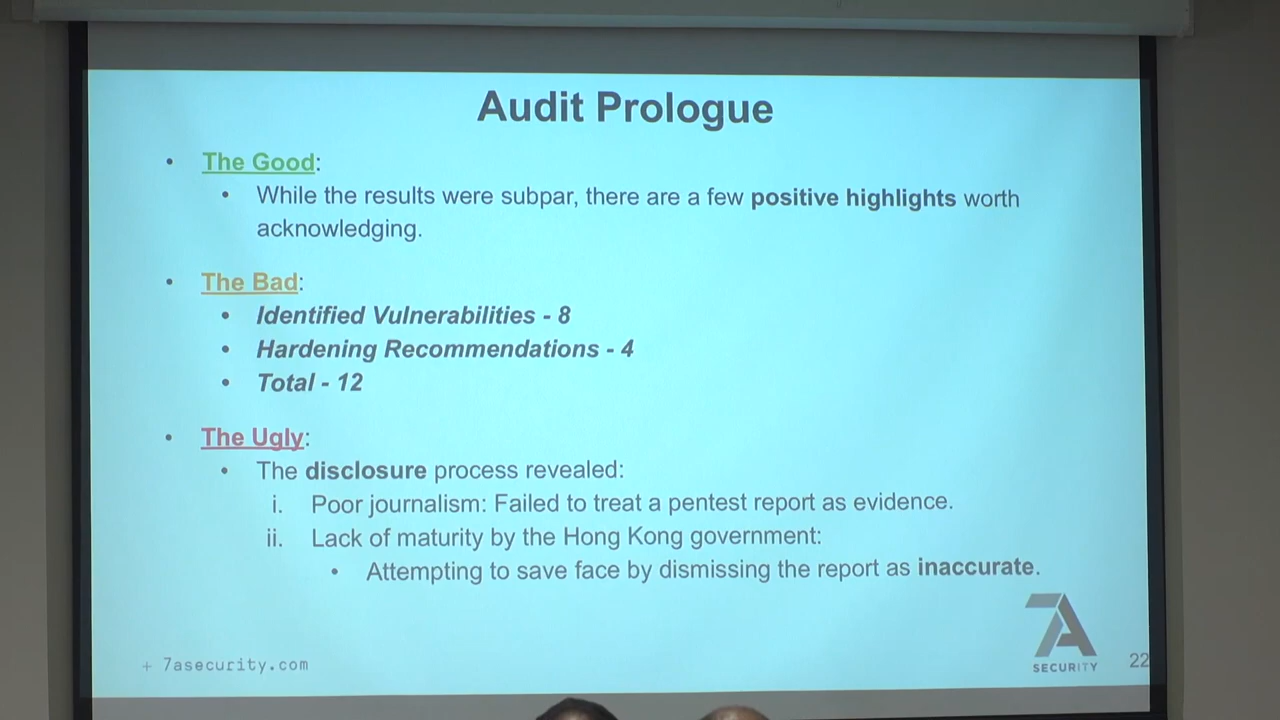 Audit Prologue
• The Good:
• While the results were subpar, there are a few positive highlights worth
acknowledging.
• The Bad:
• Identified Vulnerabilities - 8
• Hardening Recommendations - 4
• Total - 12
• The Ugly:
• The disclosure process revealed:
i. Poor journalism: Failed to treat a pentest report as evidence.
ii. Lack of maturity by the Hong Kong government:
• Attempting to save face by dismissing the report as inaccurate.
7A
SECURITY
+ 7asecurity.com
22